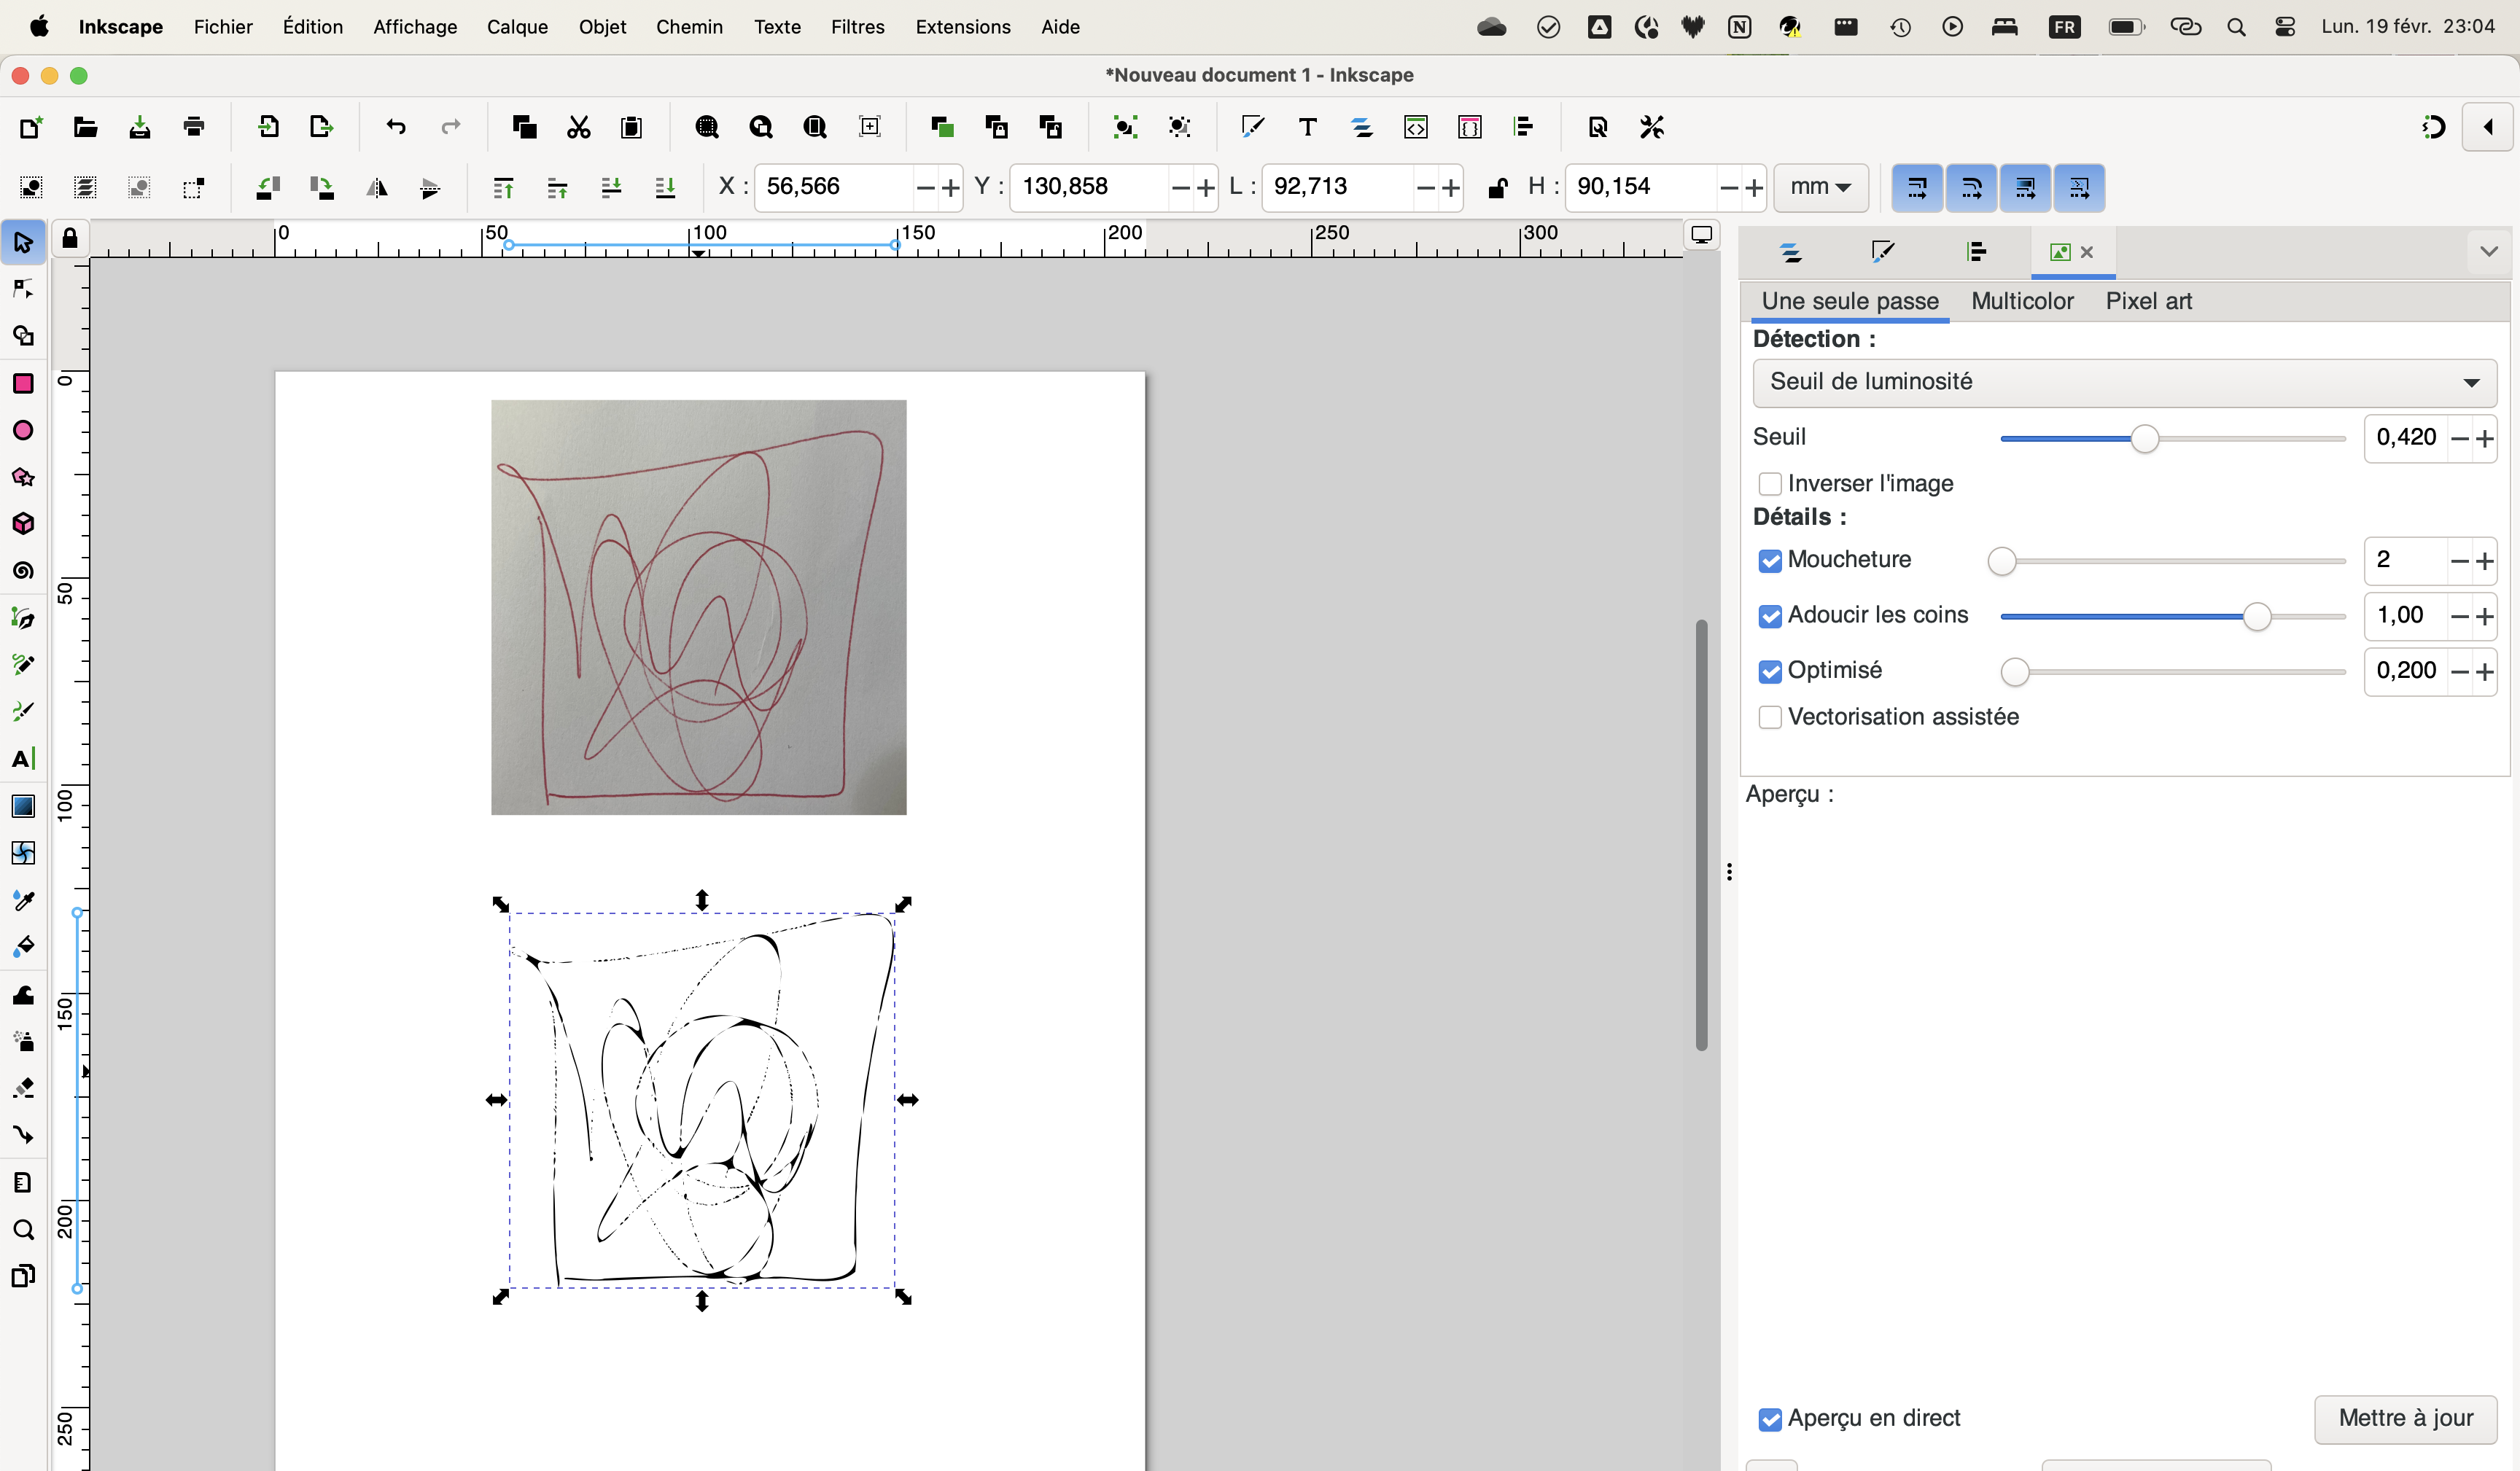 Inkscape Fichier Édition Affichage Calque Objet Chemin Texte Filtres Extensions Aide FR Lun. 19 févr. 23:04
*Nouveau document 1 - Inkscape
X : 56,566 Y : 130,858 L : 92,713 H : 90,154 mm
0 50 100 150 200 250 300
0
50
100
150
200
250
Une seule passe Multicolor Pixel art
Détection :
Seuil de luminosité
Seuil 0,420
Inverser l'image
Détails :
Moucheture 2
Adoucir les coins 1,00
Optimisé 0,200
Vectorisation assistée
Aperçu :
Aperçu en direct Mettre à jour